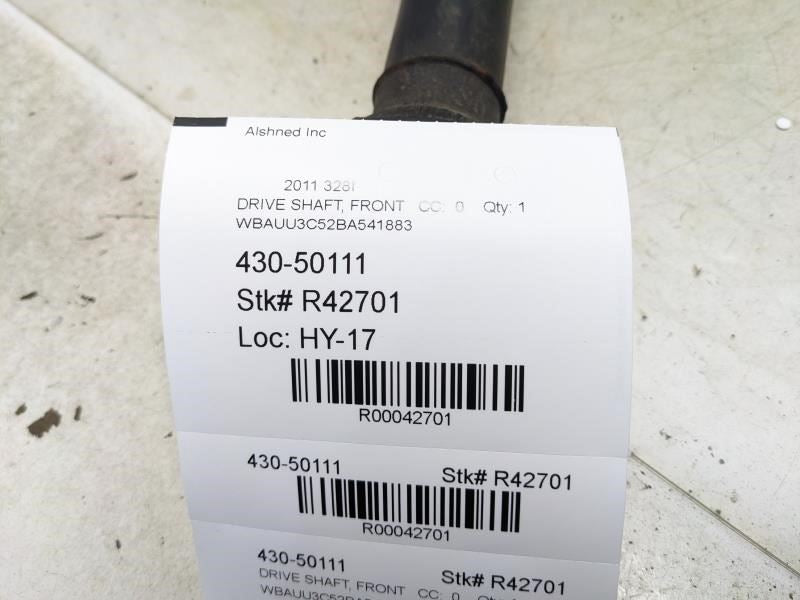 Alshned Inc
2011 328I
DRIVE SHAFT, FRONT CC: 0 Qty: 1
WBAUU3C52BA541883
430-50111
Stk# R42701
Loc: HY-17
R00042701
430-50111 Stk# R42701
R00042701
430-50111 Stk# R42701
DRIVE SHAFT, FRONT CC: 0